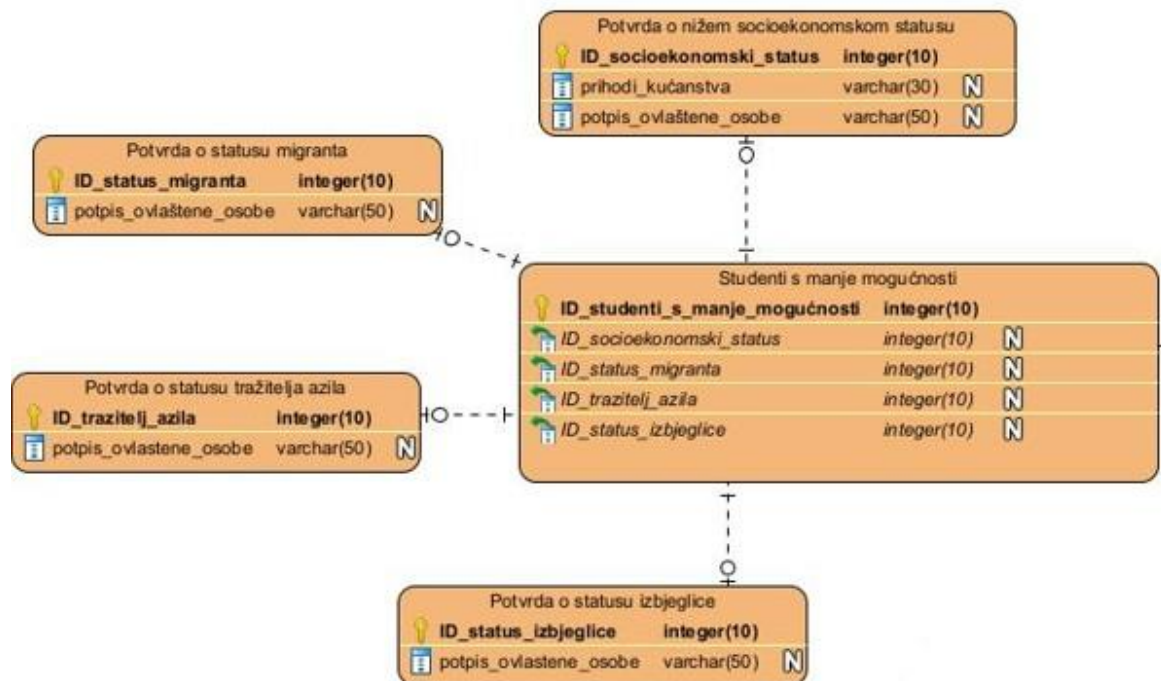 Potvrda o nižem socioekonomskom statusu
ID_socioekonomski_status integer(10)
prihodi_kućanstva varchar(30) N
potpis_ovlaštene_osobe varchar(50) N
Potvrda o statusu migranta
ID_status_migranta integer(10)
potpis_ovlaštene_osobe varchar(50) N
Studenti s manje mogućnosti
ID_studenti_s_manje_mogućnosti integer(10)
ID_socioekonomski_status integer(10) N
ID_status_migranta integer(10) N
ID_trazitelj_azila integer(10) N
ID_status_izbjeglice integer(10) N
Potvrda o statusu tražitelja azila
ID_trazitelj_azila integer(10)
potpis_ovlastene_osobe varchar(50) N
Potvrda o statusu izbjeglice
ID_status_izbjeglice integer(10)
potpis_ovlastene_osobe varchar(50) N